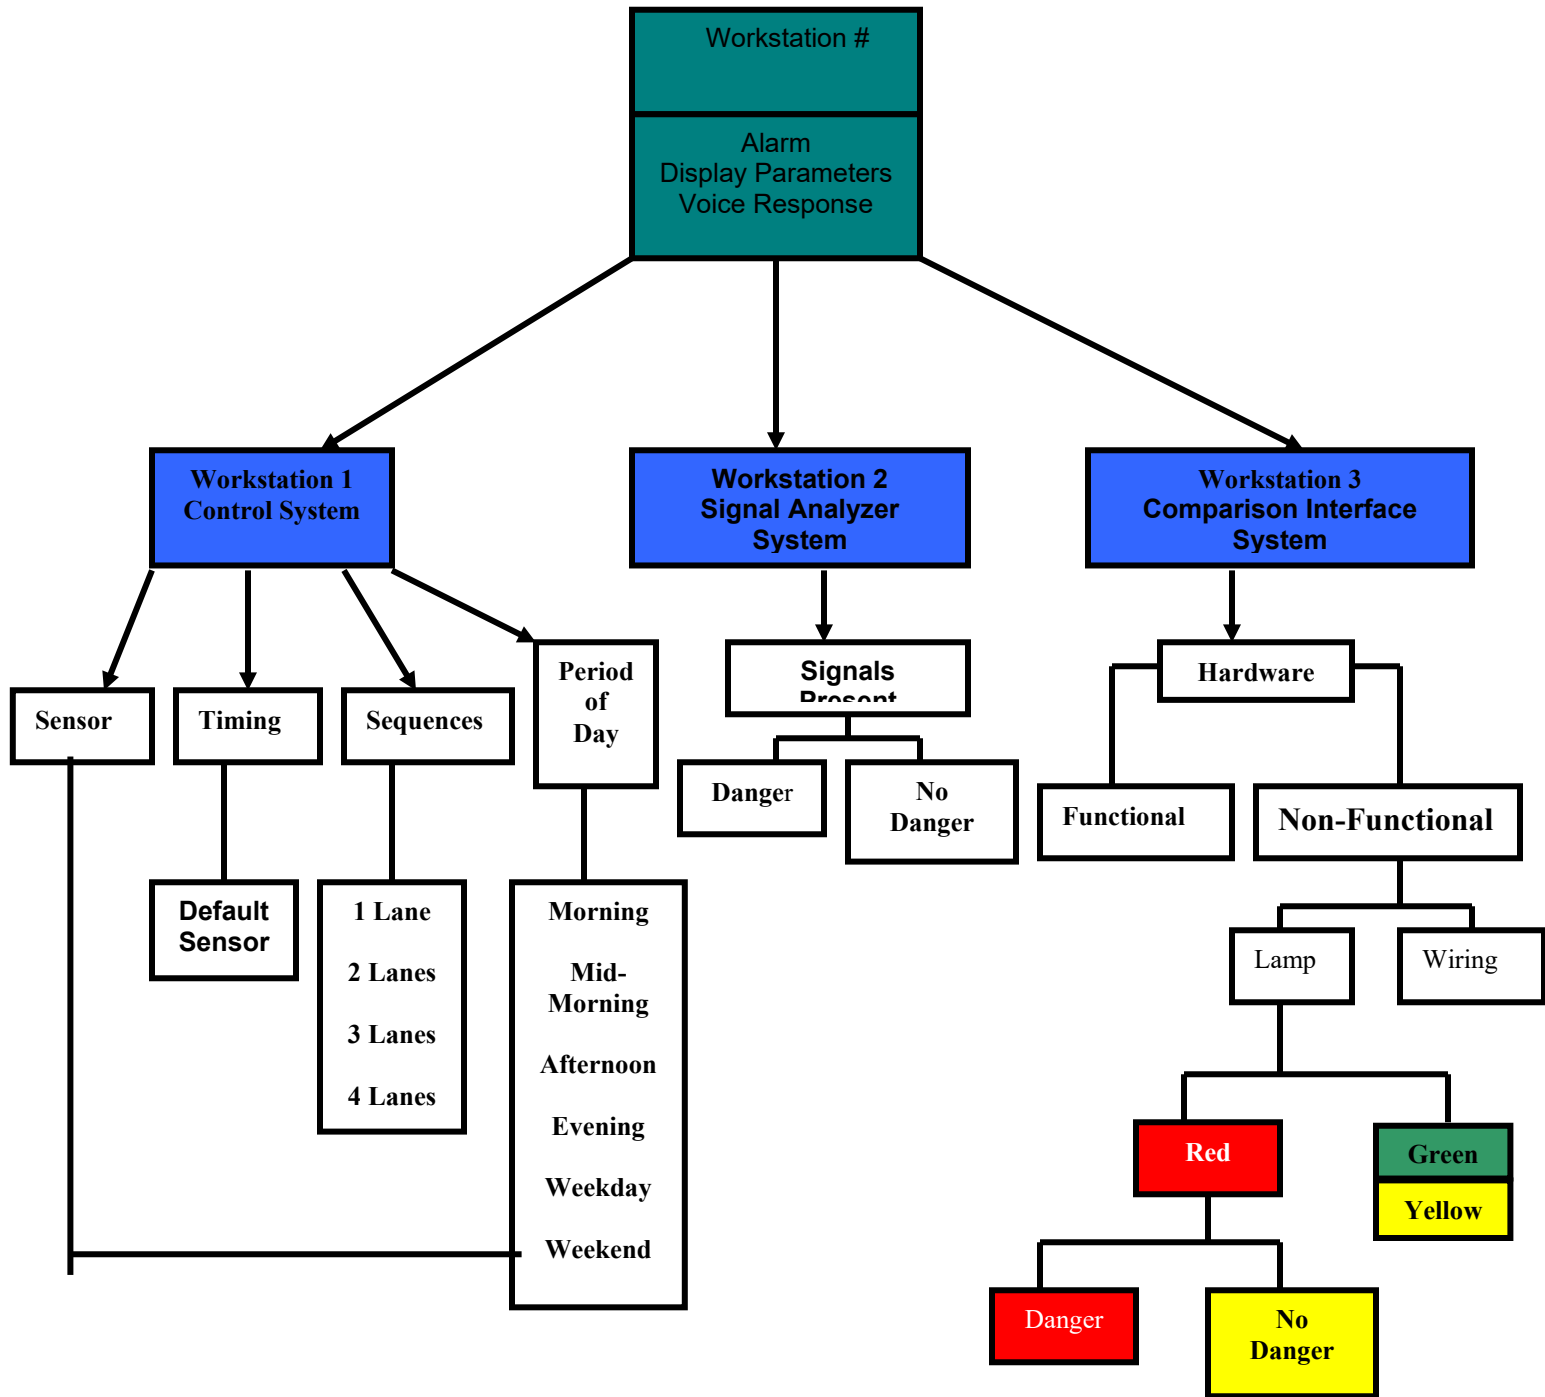 Workstation #
Alarm
Display Parameters
Voice Response
Workstation 1
Control System
Workstation 2
Signal Analyzer
System
Workstation 3
Comparison Interface
System
Sensor
Timing
Sequences
Period
of
Day
Signals
Present
Hardware
Danger
No
Danger
Functional
Non-Functional
Default
Sensor
1 Lane
2 Lanes
3 Lanes
4 Lanes
Morning
Mid-
Morning
Afternoon
Evening
Weekday
Weekend
Lamp
Wiring
Red
Green
Yellow
Danger
No
Danger